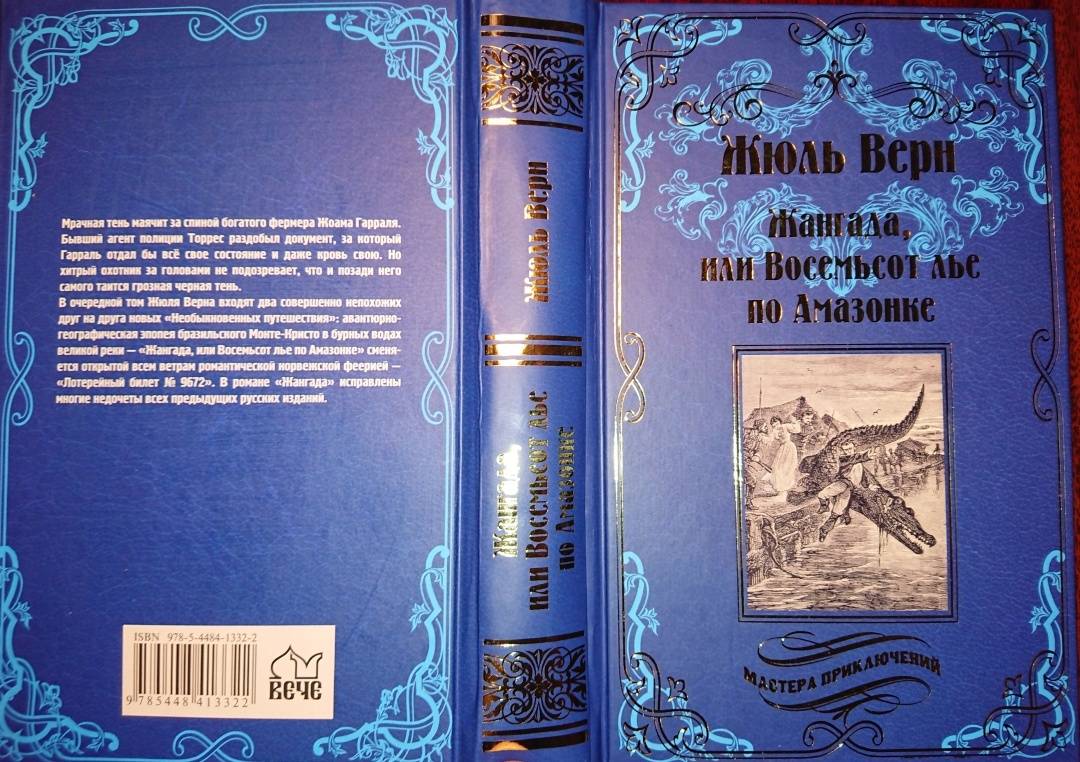 Мрачная тень маячит за спиной богатого фермера Жоама Гарраля.
Бывший агент полиции Торрес раздобыл документ, за который
Гарраль отдал бы всё свое состояние и даже кровь свою. Но
хитрый охотник за головами не подозревает, что и позади него
самого таится грозная черная тень.
В очередной том Жюля Верна входят два совершенно непохожих
друг на друга новых «Необыкновенных путешествия»: авантюрно-
географическая эпопея бразильского Монте-Кристо в бурных водах
великой реки — «Жангада, или Восемьсот лье по Амазонке» сменя-
ется открытой всем ветрам романтической норвежской феерией —
«Лотерейный билет № 9672». В романе «Жангада» исправлены
многие недочеты всех предыдущих русских изданий.
ISBN 978-5-4484-1332-2
9 785448 413322
ВЕЧЕ
Жюль Верн
Жангада,
или Восемьсот лье
по Амазонке
Жюль Верн
Жангада,
или Восемьсот лье
по Амазонке
МАСТЕРА ПРИКЛЮЧЕНИЙ